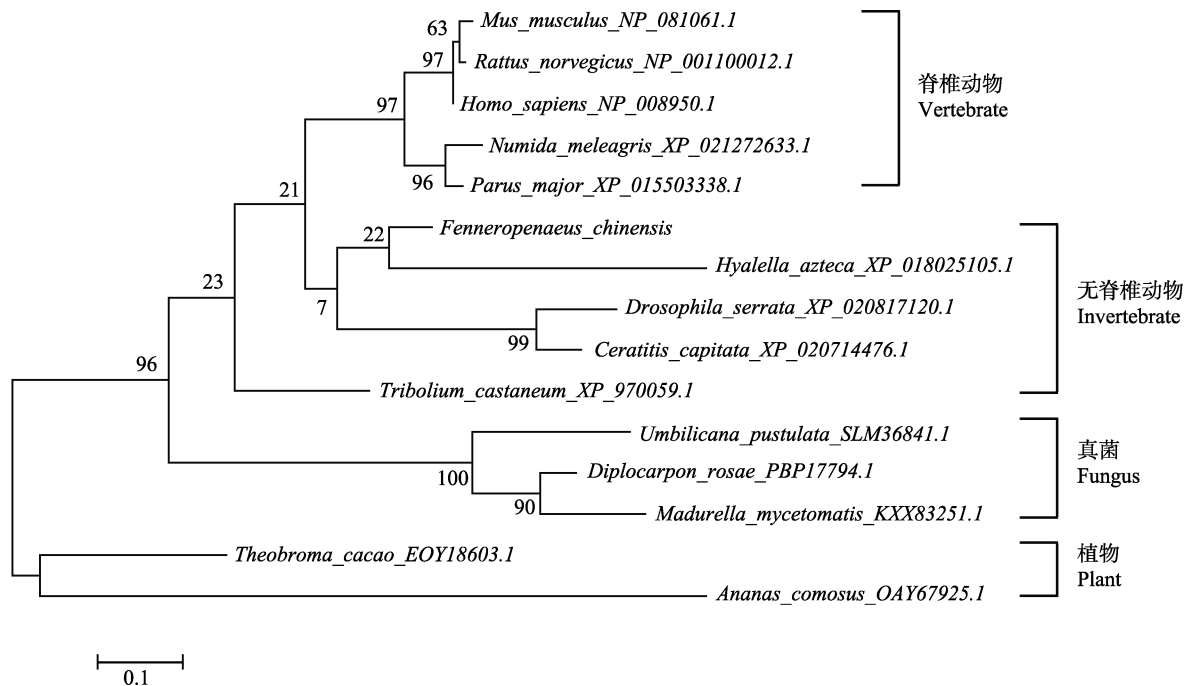 Mus_musculus_NP_081061.1
63
Rattus_norvegicus_NP_001100012.1
97
Homo_sapiens_NP_008950.1
97
Numida_meleagris_XP_021272633.1
96
Parus_major_XP_015503338.1
脊椎动物
Vertebrate
21
Fenneropenaeus_chinensis
22
Hyalella_azteca_XP_018025105.1
23
7
Drosophila_serrata_XP_020817120.1
99
Ceratitis_capitata_XP_020714476.1
无脊椎动物
Invertebrate
96
Tribolium_castaneum_XP_970059.1
Umbilicana_pustulata_SLM36841.1
100
Diplocarpon_rosae_PBP17794.1
90
Madurella_mycetomatis_KXX83251.1
真菌
Fungus
Theobroma_cacao_EOY18603.1
Ananas_comosus_OAY67925.1
植物
Plant
0.1